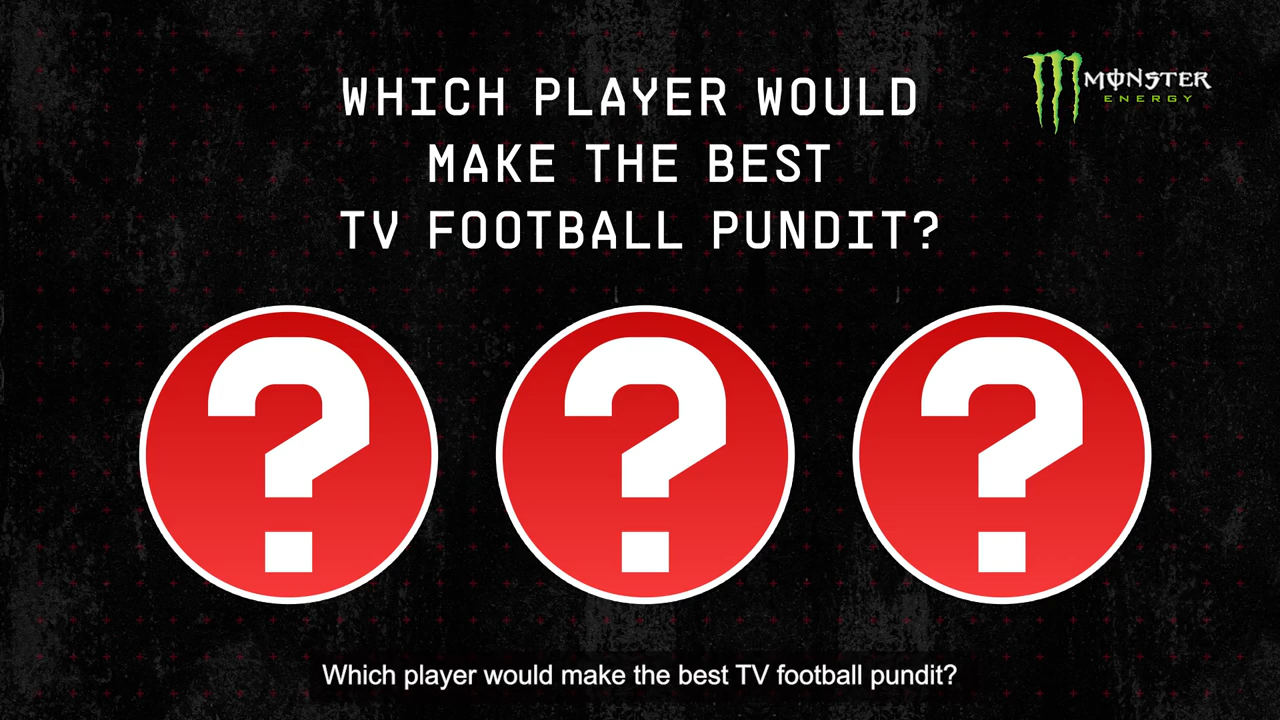 WHICH PLAYER WOULD
MAKE THE BEST
TV FOOTBALL PUNDIT?
MONSTER
ENERGY
?
?
?
Which player would make the best TV football pundit?